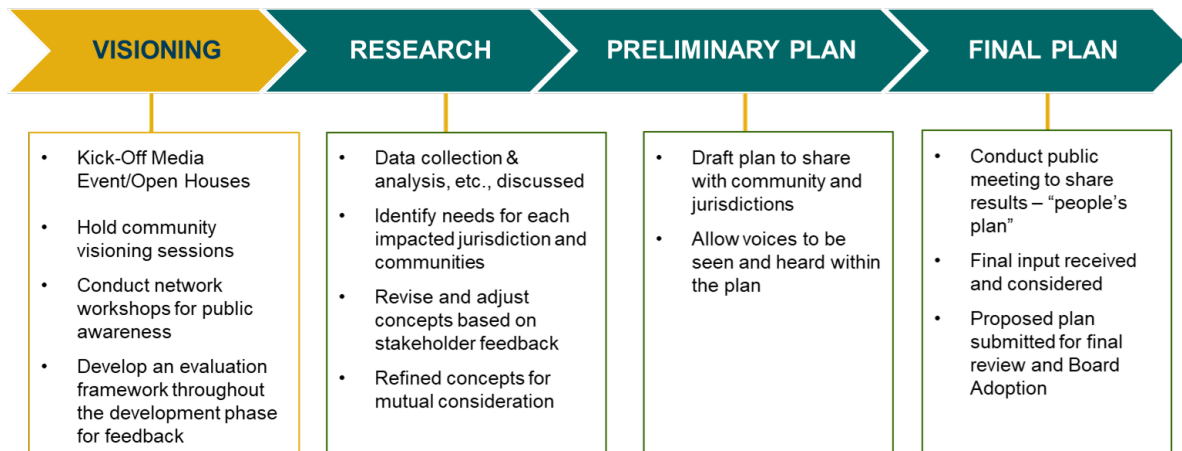 VISIONING
RESEARCH
PRELIMINARY PLAN
FINAL PLAN
• Kick-Off Media
Event/Open Houses
• Hold community
visioning sessions
• Conduct network
workshops for public
awareness
• Develop an evaluation
framework throughout
the development phase
for feedback
• Data collection &
analysis, etc., discussed
• Identify needs for each
impacted jurisdiction and
communities
• Revise and adjust
concepts based on
stakeholder feedback
• Refined concepts for
mutual consideration
• Draft plan to share
with community and
jurisdictions
• Allow voices to be
seen and heard within
the plan
• Conduct public
meeting to share
results – “people’s
plan”
• Final input received
and considered
• Proposed plan
submitted for final
review and Board
Adoption